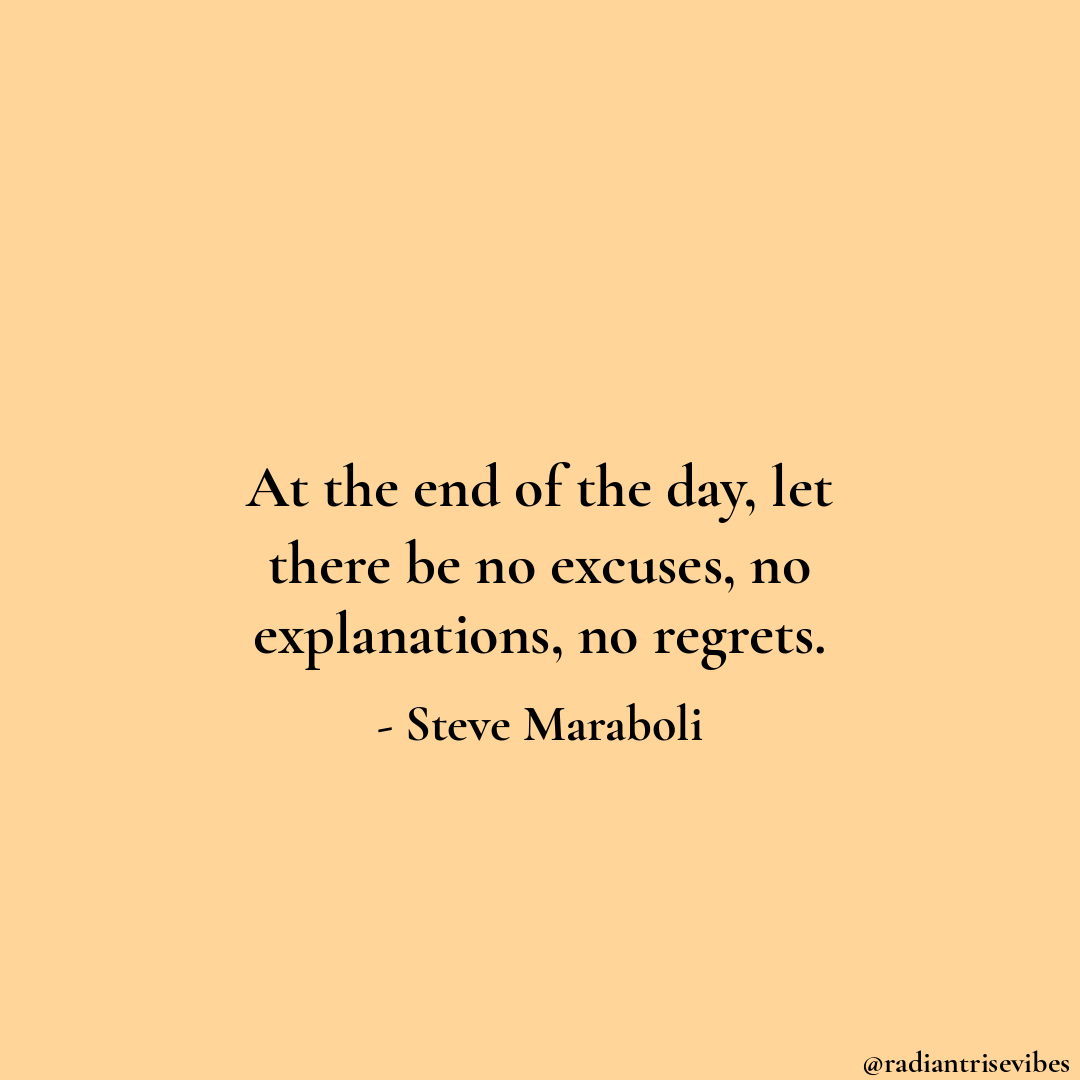 At the end of the day, let
there be no excuses, no
explanations, no regrets.
- Steve Maraboli
@radiantrisevibes